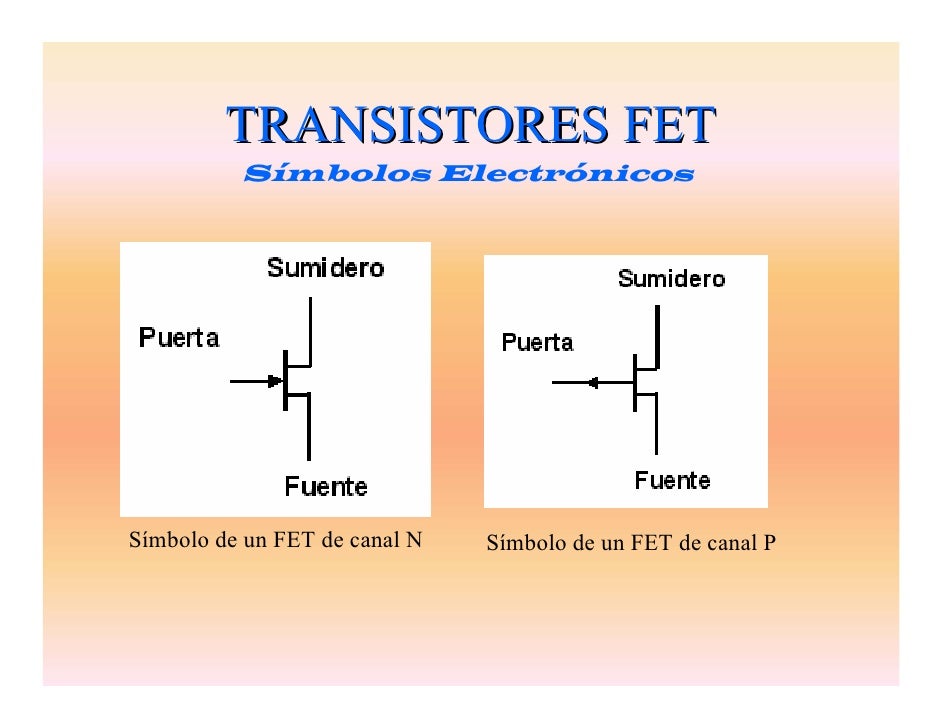 TRANSISTORES FET
Símbolos Electrónicos
Sumidero
Puerta
Fuente
Símbolo de un FET de canal N
Sumidero
Puerta
Fuente
Símbolo de un FET de canal P